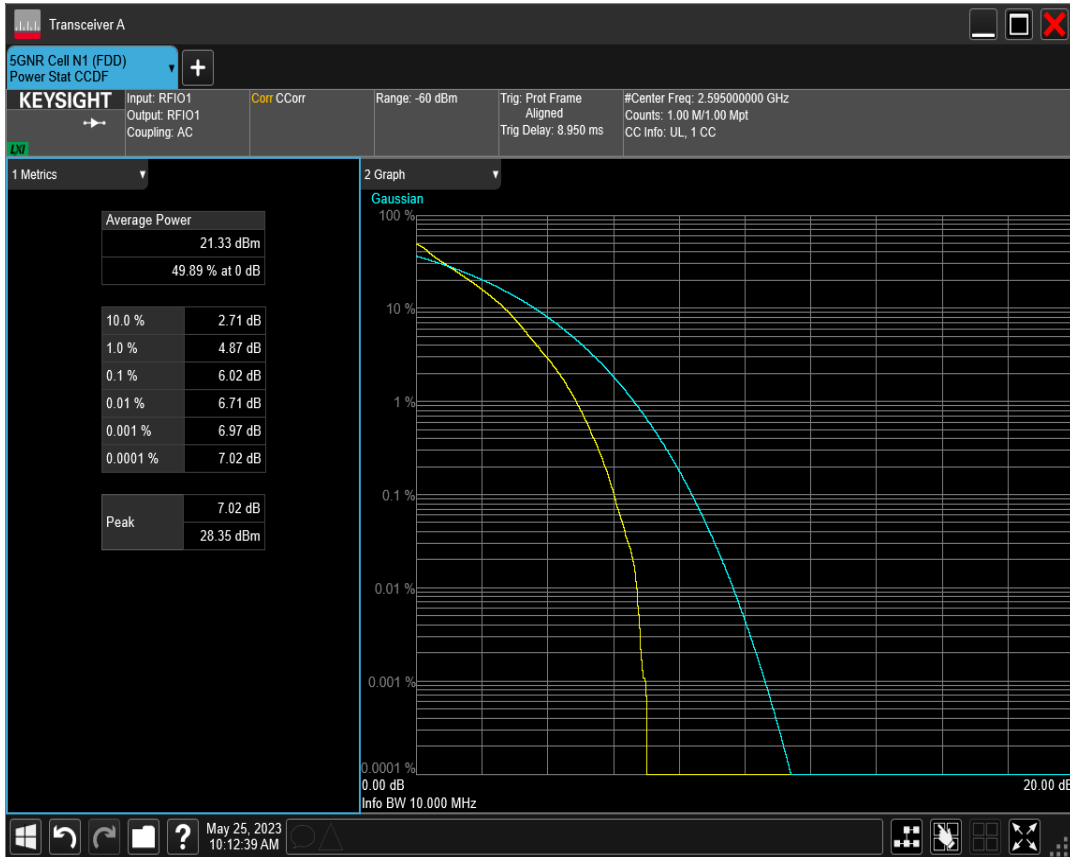 Transceiver A
5GNR Cell N1 (FDD)
Power Stat CCDF
+
KEYSIGHT
LXI
Input: RFIO1
Output: RFIO1
Coupling: AC
Corr CCorr
Range: -60 dBm
Trig: Prot Frame
Aligned
Trig Delay: 8.950 ms
#Center Freq: 2.595000000 GHz
Counts: 1.00 M/1.00 Mpt
CC Info: UL, 1 CC
1 Metrics
Average Power
21.33 dBm
49.89 % at 0 dB
10.0 % 2.71 dB
1.0 % 4.87 dB
0.1 % 6.02 dB
0.01 % 6.71 dB
0.001 % 6.97 dB
0.0001 % 7.02 dB
Peak 7.02 dB
28.35 dBm
2 Graph
Gaussian
100 %
10 %
1 %
0.1 %
0.01 %
0.001 %
0.0001 %
0.00 dB 20.00 dB
Info BW 10.000 MHz
?
May 25, 2023
10:12:39 AM